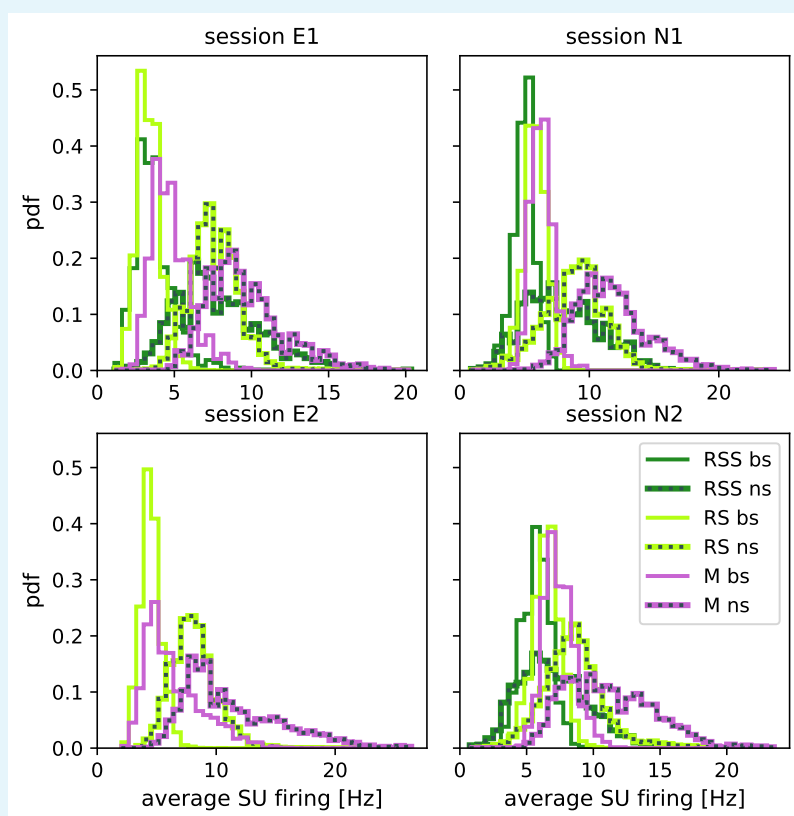 session E1
session N1
pdf
0.5
0.4
0.3
0.2
0.1
0.0
0 5 10 15 20
0 10 20
session E2
session N2
pdf
0.5
0.4
0.3
0.2
0.1
0.0
RSS bs
RSS ns
RS bs
RS ns
M bs
M ns
0 10 20
0 5 10 15 20
average SU firing [Hz]
average SU firing [Hz]